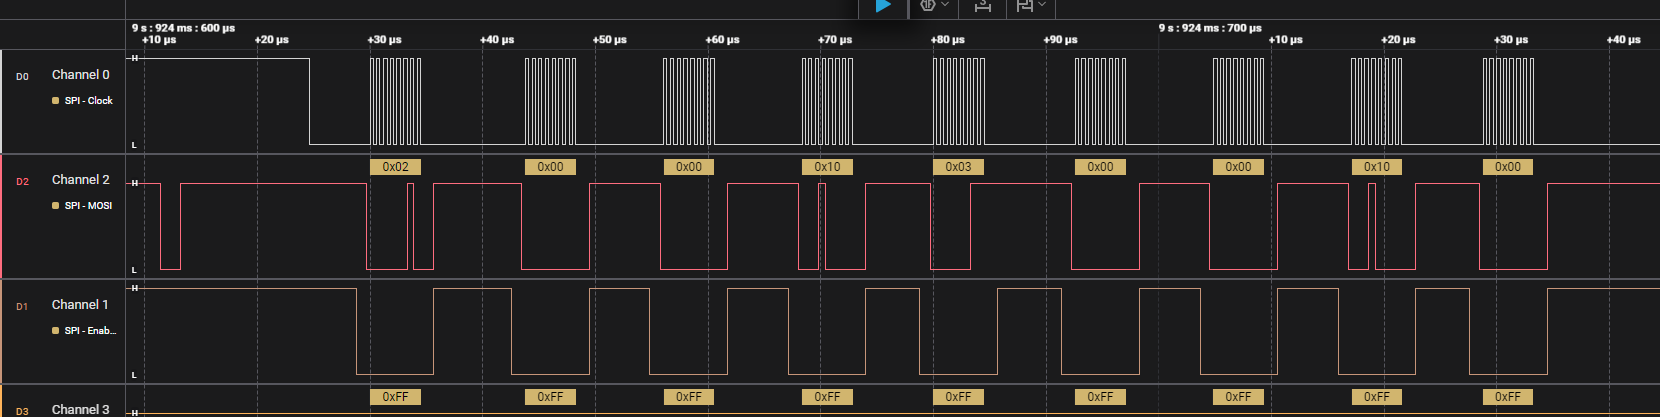 9 s : 924 ms : 600 µs 9 s : 924 ms : 700 µs
+10 µs +20 µs +30 µs +40 µs +50 µs +60 µs +70 µs +80 µs +90 µs +10 µs +20 µs +30 µs +40 µs
D0 Channel 0 H
SPI - Clock
L
0x02 0x00 0x00 0x10 0x03 0x00 0x00 0x10 0x00
D2 Channel 2 H
SPI - MOSI
L
D1 Channel 1 H
SPI - Enab...
L
0xFF 0xFF 0xFF 0xFF 0xFF 0xFF 0xFF 0xFF 0xFF
D3 Channel 3 H